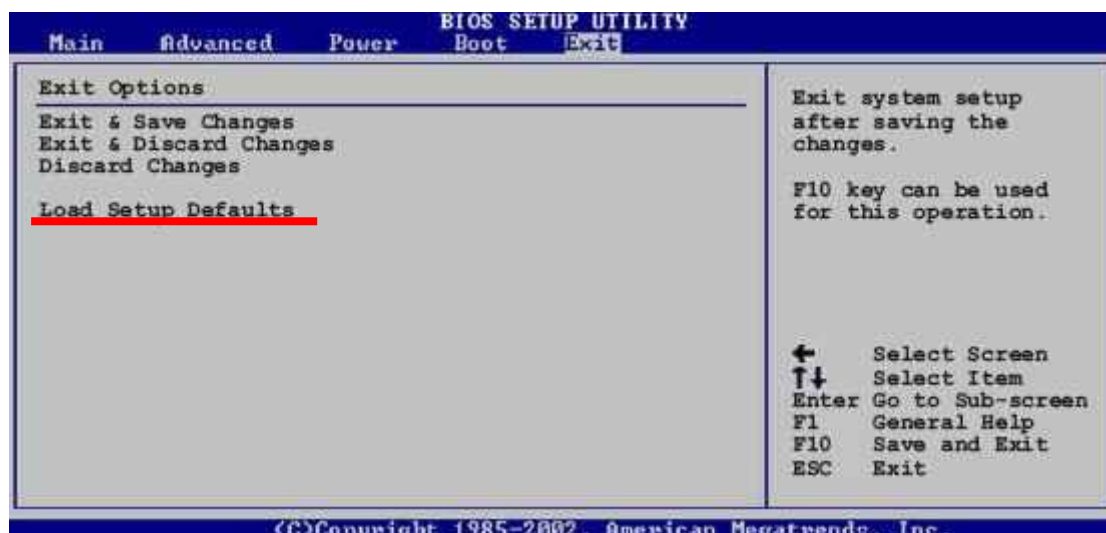 BIOS SETUP UTILITY
Main Advanced Power Boot Exit
Exit Options
Exit & Save Changes
Exit & Discard Changes
Discard Changes
Load Setup Defaults
Exit system setup
after saving the
changes.
F10 key can be used
for this operation.
← Select Screen
↑↓ Select Item
Enter Go to Sub-screen
F1 General Help
F10 Save and Exit
ESC Exit
(C)Copyright 1985-2002, American Megatrends, Inc.